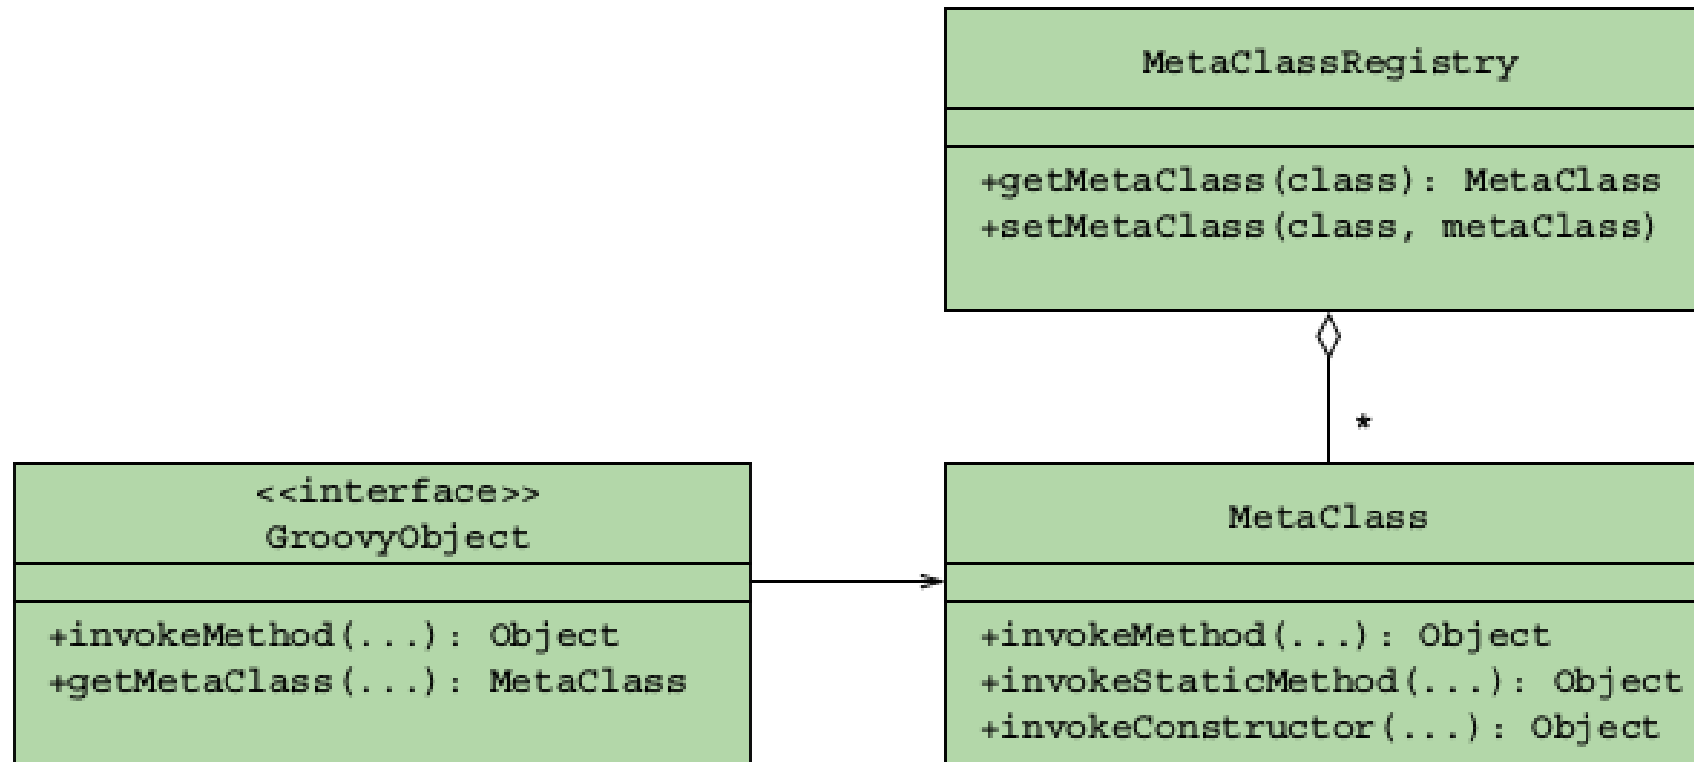 MetaClassRegistry
+getMetaClass(class): MetaClass
+setMetaClass(class, metaClass)
*
<<interface>>
GroovyObject
+invokeMethod(...): Object
+getMetaClass(...): MetaClass
MetaClass
+invokeMethod(...): Object
+invokeStaticMethod(...): Object
+invokeConstructor(...): Object